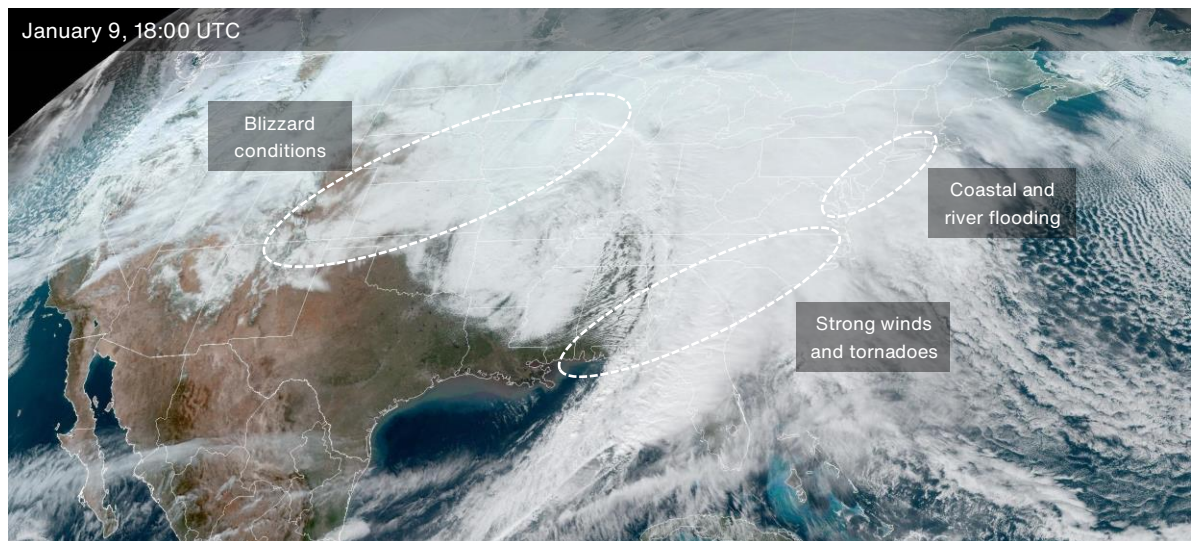 January 9, 18:00 UTC
Blizzard
conditions
Coastal and
river flooding
Strong winds
and tornadoes